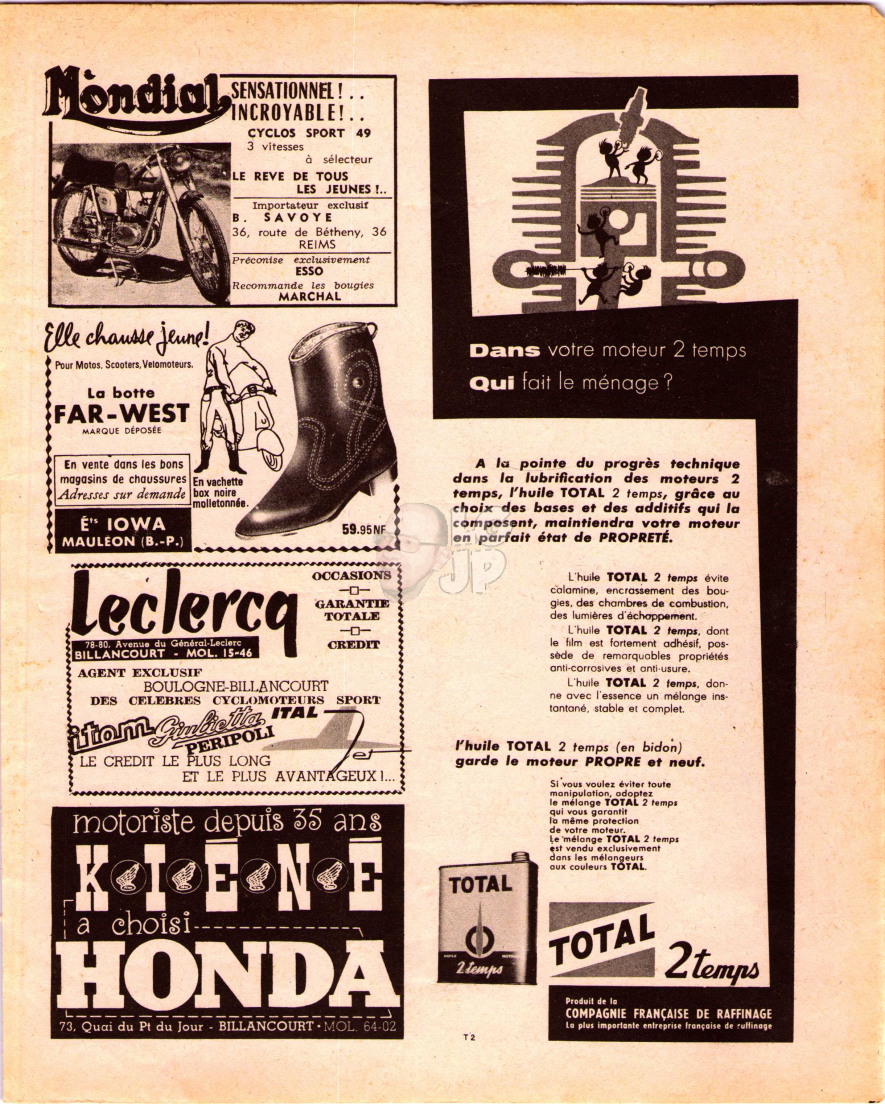 Mondial
SENSATIONNEL!..
INCROYABLE!..
CYCLOS SPORT 49
3 vitesses
à sélecteur
LE REVE DE TOUS
LES JEUNES!..
Importateur exclusif
B. SAVOYE
36, route de Bétheny, 36
REIMS
Préconise exclusivement
ESSO
Recommande les bougies
MARCHAL
Elle chausse jeune!
Pour Motos, Scooters, Velomoteurs.
La botte
FAR-WEST
MARQUE DÉPOSÉE
En vente dans les bons
magasins de chaussures
Adresses sur demande
Ets IOWA
MAULÉON (B.-P.)
En vachette
box noire
molletonnée.
59.95 NF
Leclercq
78-80, Avenue du Général-Leclerc
BILLANCOURT - MOL. 15-46
OCCASIONS
GARANTIE
TOTALE
CREDIT
AGENT EXCLUSIF
BOULOGNE-BILLANCOURT
DES CELEBRES CYCLOMOTEURS SPORT
itom Giulietta ITAL
PERIPOLI Jet
LE CREDIT LE PLUS LONG
ET LE PLUS AVANTAGEUX!...
motoriste depuis 35 ans
KIÉNÉ
a choisi
HONDA
73, Quai du Pt du Jour - BILLANCOURT · MOL. 64-02
Dans votre moteur 2 temps
Qui fait le ménage?
A la pointe du progrès technique
dans la lubrification des moteurs 2
temps, l'huile TOTAL 2 temps, grâce au
choix des bases et des additifs qui la
composent, maintiendra votre moteur
en parfait état de PROPRETÉ.
L'huile TOTAL 2 temps évite
calamine, encrassement des bou-
gies, des chambres de combustion,
des lumières d'échappement.
L'huile TOTAL 2 temps, dont
le film est fortement adhésif, pos-
sède de remarquables propriétés
anti-corrosives et anti-usure.
L'huile TOTAL 2 temps, don-
ne avec l'essence un mélange ins-
tantané, stable et complet.
l'huile TOTAL 2 temps (en bidon)
garde le moteur PROPRE et neuf.
Si vous voulez éviter toute
manipulation, adoptez
le mélange TOTAL 2 temps
qui vous garantit
la même protection
de votre moteur.
Le mélange TOTAL 2 temps
est vendu exclusivement
dans les mélangeurs
aux couleurs TOTAL.
TOTAL
2 temps
TOTAL
2 temps
Produit de la
COMPAGNIE FRANÇAISE DE RAFFINAGE
La plus importante entreprise française de raffinage
T 2
JP